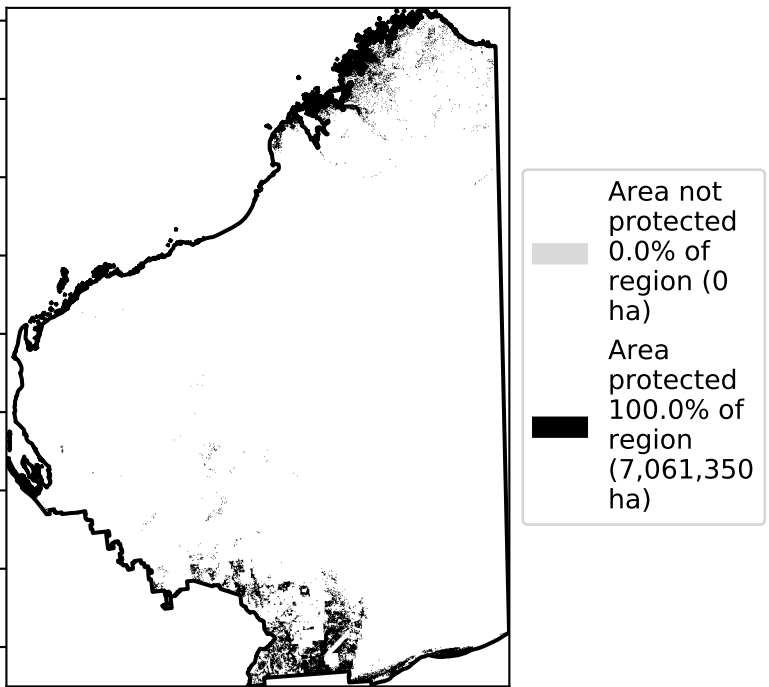 Area not
protected
0.0% of
region (0
ha)
Area
protected
100.0% of
region
(7,061,350
ha)